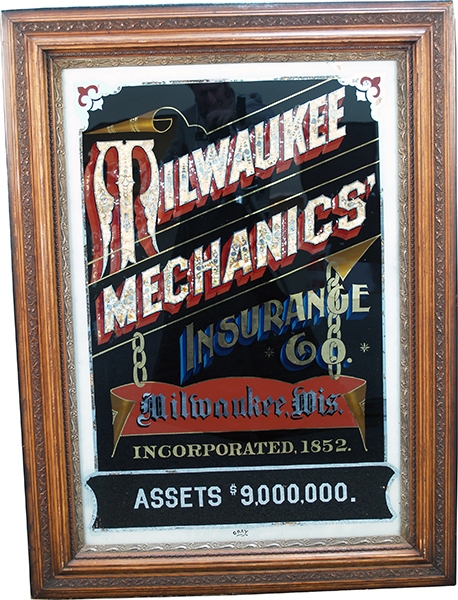 MILWAUKEE
MECHANICS'
INSURANCE
CO.
Milwaukee, Wis.
INCORPORATED, 1852.
ASSETS $9,000,000.